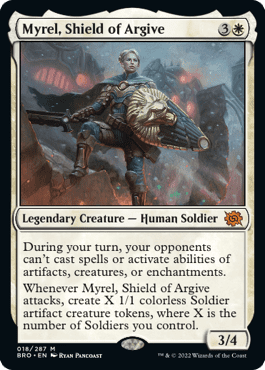 Myrel, Shield of Argive 3
Legendary Creature — Human Soldier
During your turn, your opponents
can't cast spells or activate abilities of
artifacts, creatures, or enchantments.
Whenever Myrel, Shield of Argive
attacks, create X 1/1 colorless Soldier
artifact creature tokens, where X is the
number of Soldiers you control.
3/4
018/287 M
BRO • EN Ryan Pancoast
™ & © 2022 Wizards of the Coast